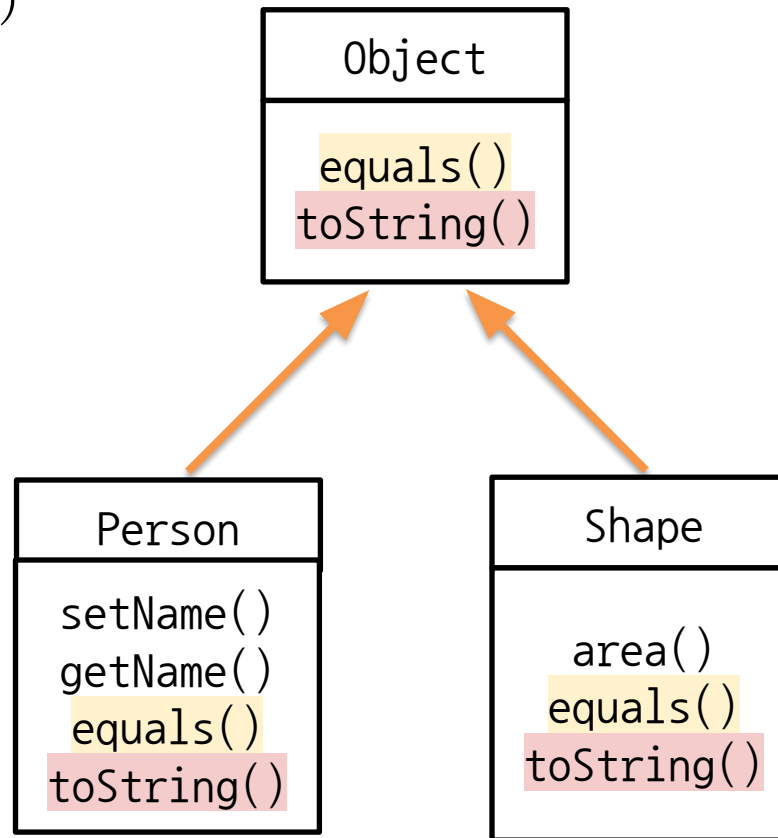 )
Object
equals()
toString()
Person
setName()
getName()
equals()
toString()
Shape
area()
equals()
toString()